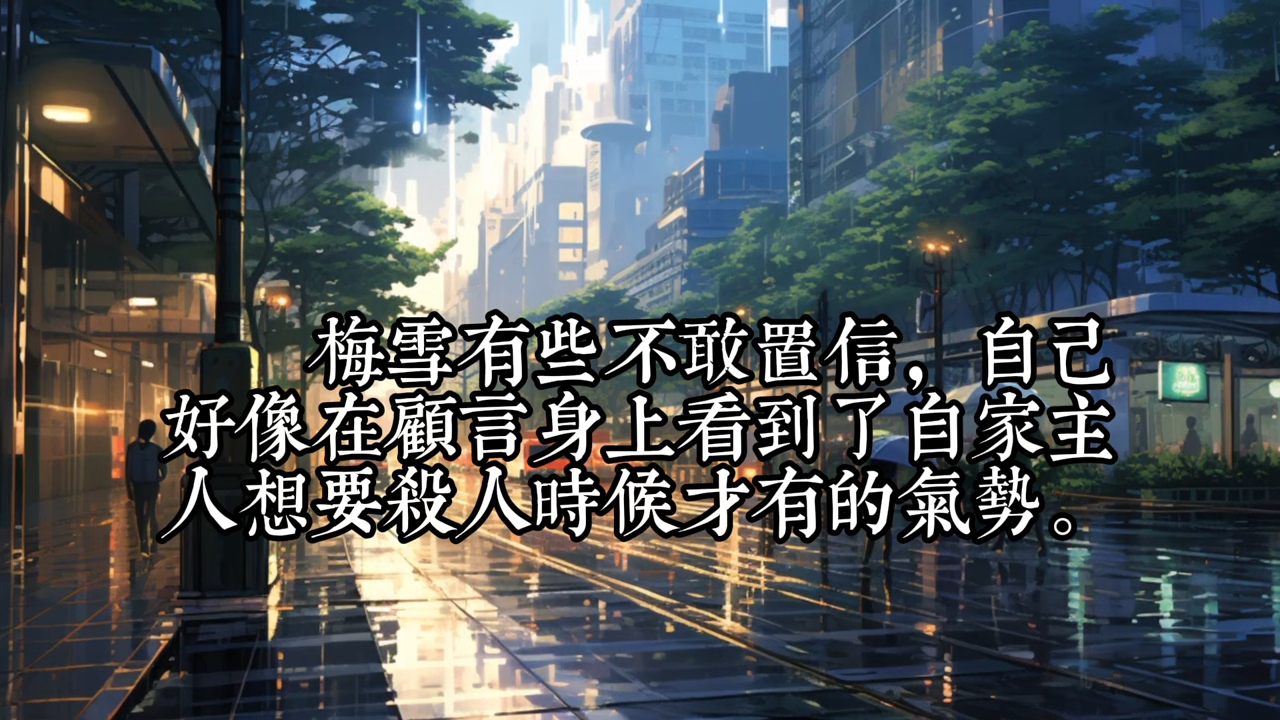 梅雪有些不敢置信，自己
好像在顧言身上看到了自家主
人想要殺人時候才有的氣勢。